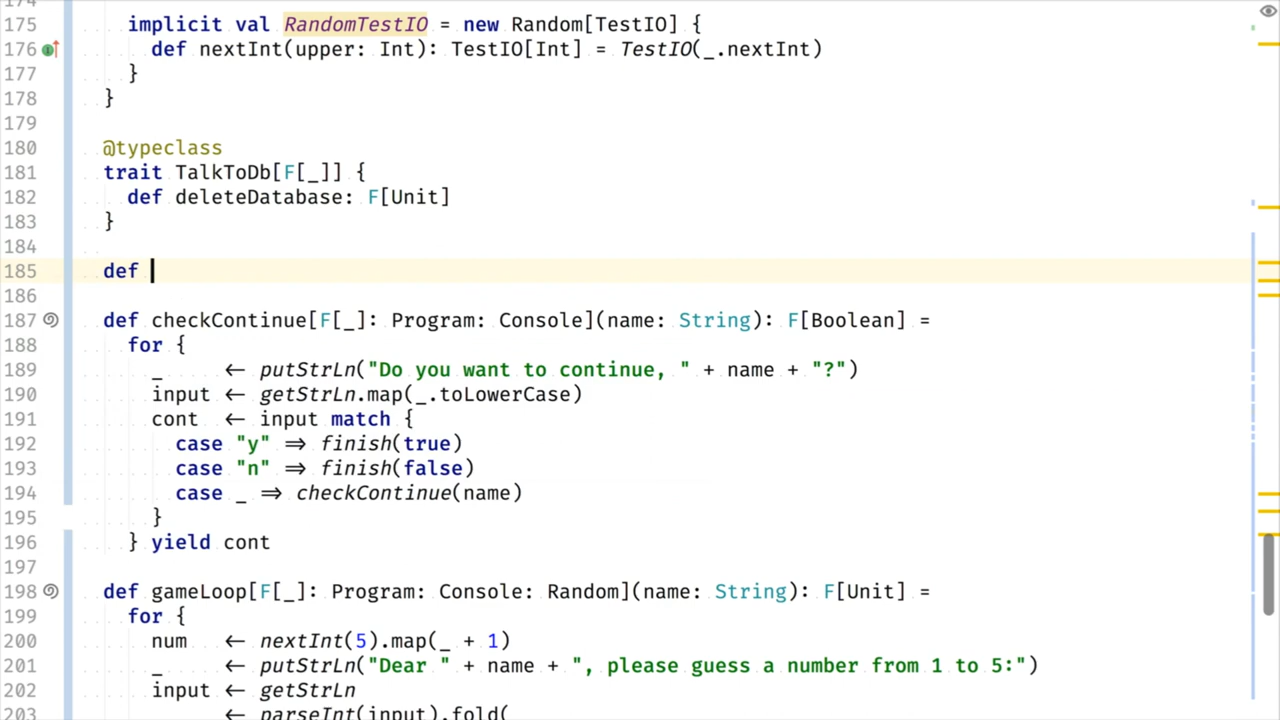 174
175 implicit val RandomTestIO = new Random[TestIO] {
176 def nextInt(upper: Int): TestIO[Int] = TestIO(_.nextInt)
177 }
178 }
179
180 @typeclass
181 trait TalkToDb[F[_]] {
182 def deleteDatabase: F[Unit]
183 }
184
185 def
186
187 def checkContinue[F[_]: Program: Console](name: String): F[Boolean] =
188 for {
189 _ ← putStrLn("Do you want to continue, " + name + "?")
190 input ← getStrLn.map(_.toLowerCase)
191 cont ← input match {
192 case "y" ⇒ finish(true)
193 case "n" ⇒ finish(false)
194 case _ ⇒ checkContinue(name)
195 }
196 } yield cont
197
198 def gameLoop[F[_]: Program: Console: Random](name: String): F[Unit] =
199 for {
200 num ← nextInt(5).map(_ + 1)
201 _ ← putStrLn("Dear " + name + ", please guess a number from 1 to 5:")
202 input ← getStrLn
203 ← parseInt(input).fold(